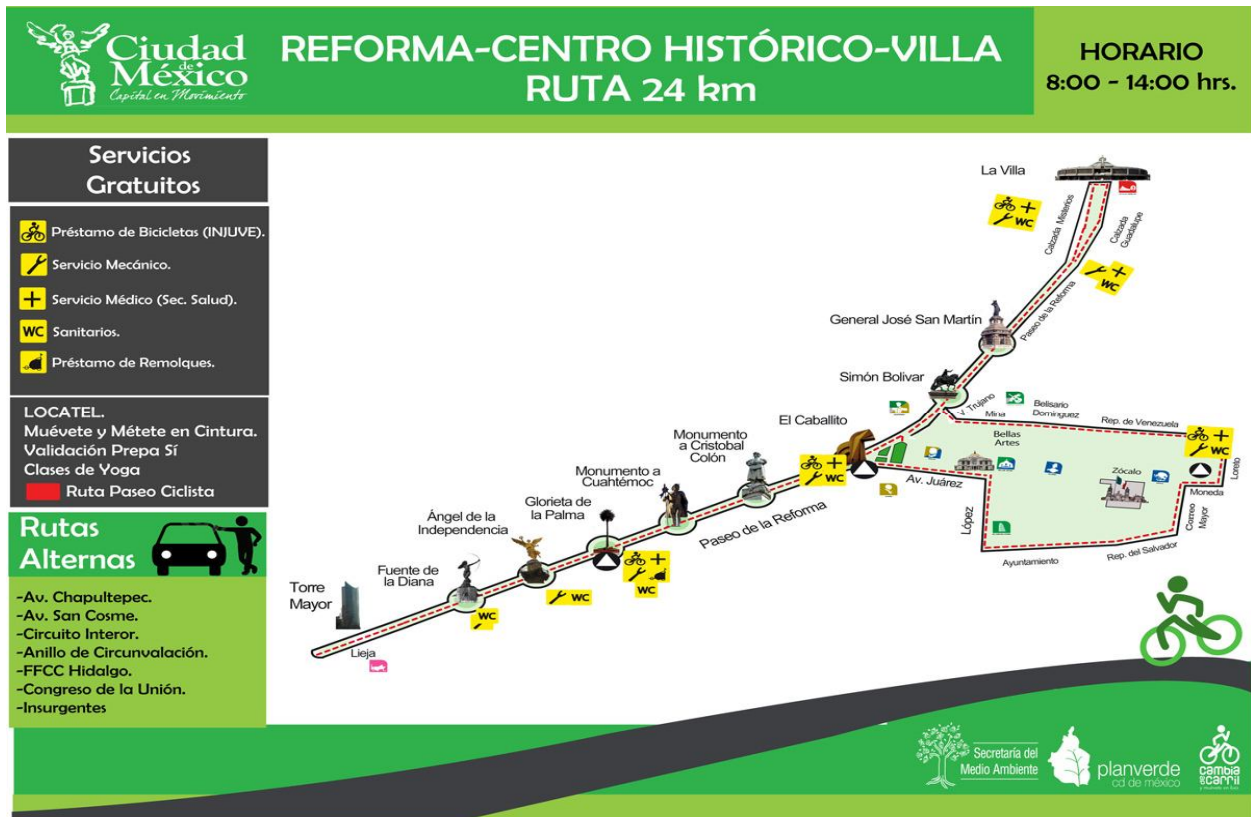 Ciudad
de
México
Capital en Movimiento
REFORMA-CENTRO HISTÓRICO-VILLA
RUTA 24 km
HORARIO
8:00 - 14:00 hrs.
Servicios
Gratuitos
Préstamo de Bicicletas (INJUVE).
Servicio Mecánico.
Servicio Médico (Sec. Salud).
WC Sanitarios.
Préstamo de Remolques.
LOCATEL.
Muévete y Métete en Cintura.
Validación Prepa Sí
Clases de Yoga
Ruta Paseo Ciclista
Rutas
Alternas
-Av. Chapultepec.
-Av. San Cosme.
-Circuito Interor.
-Anillo de Circunvalación.
-FFCC Hidalgo.
-Congreso de la Unión.
-Insurgentes
La Villa
WC
Calzada Misterios
Calzada
Guadalupe
WC
Paseo de la Reforma
General José San Martín
Simón Bolivar
V. Trujano
Mina
Belisario
Dominguez
Rep. de Venezuela
El Caballito
Bellas
Artes
Zócalo
WC
Loreto
Moneda
Correo
Mayor
Av. Juárez
López
Ayuntamiento
Rep. del Salvador
Monumento
a Cristobal
Colón
WC
Monumento a
Cuahtémoc
Paseo de la Reforma
Glorieta de
la Palma
WC
Ángel de la
Independencia
WC
Fuente de
la Diana
WC
Torre
Mayor
Lieja
Secretaría del
Medio Ambiente
planverde
cd de méxico
cambia
de carril